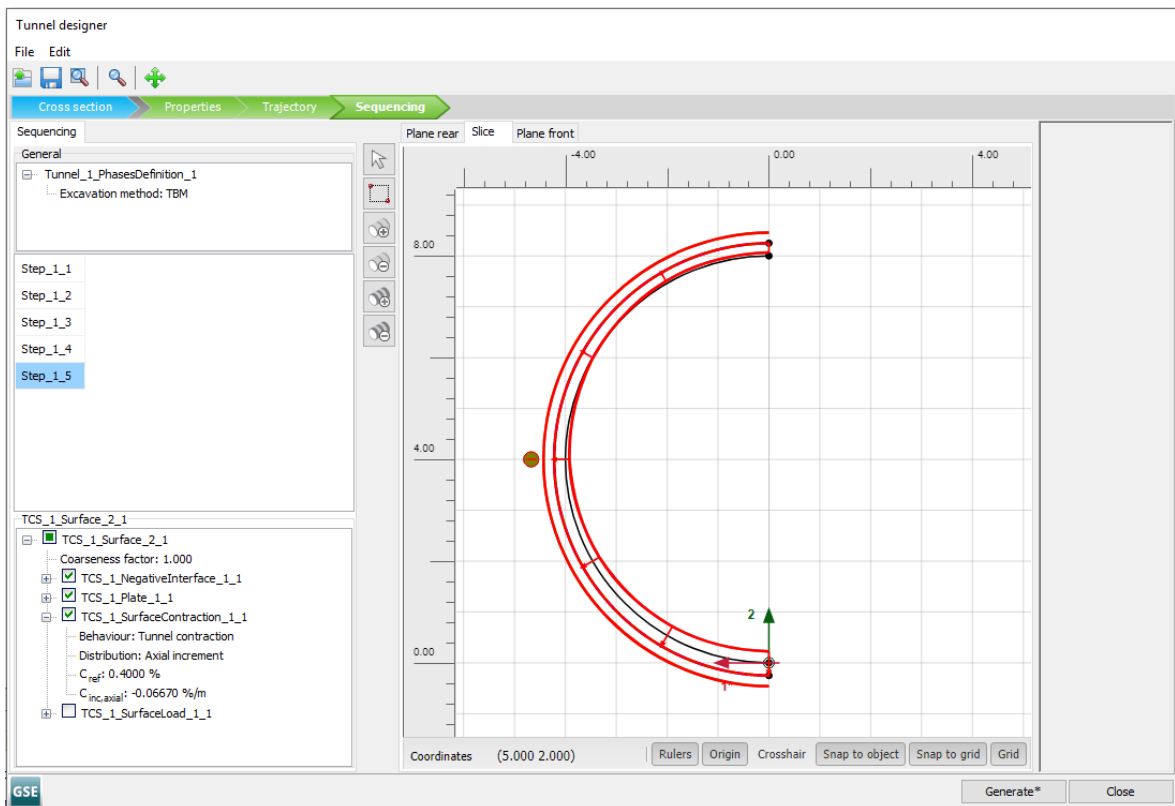 Tunnel designer
File Edit
Cross section Properties Trajectory Sequencing
Sequencing
General
Tunnel_1_PhasesDefinition_1
Excavation method: TBM
Step_1_1
Step_1_2
Step_1_3
Step_1_4
Step_1_5
TCS_1_Surface_2_1
TCS_1_Surface_2_1
Coarseness factor: 1.000
TCS_1_NegativeInterface_1_1
TCS_1_Plate_1_1
TCS_1_SurfaceContraction_1_1
Behaviour: Tunnel contraction
Distribution: Axial increment
Cref: 0.4000 %
Cinc,axial: -0.06670 %/m
TCS_1_SurfaceLoad_1_1
Plane rear Slice Plane front
-4.00 0.00 4.00
8.00
4.00
0.00
2
1
Coordinates (5.000 2.000) Rulers Origin Crosshair Snap to object Snap to grid Grid
GSE Generate* Close